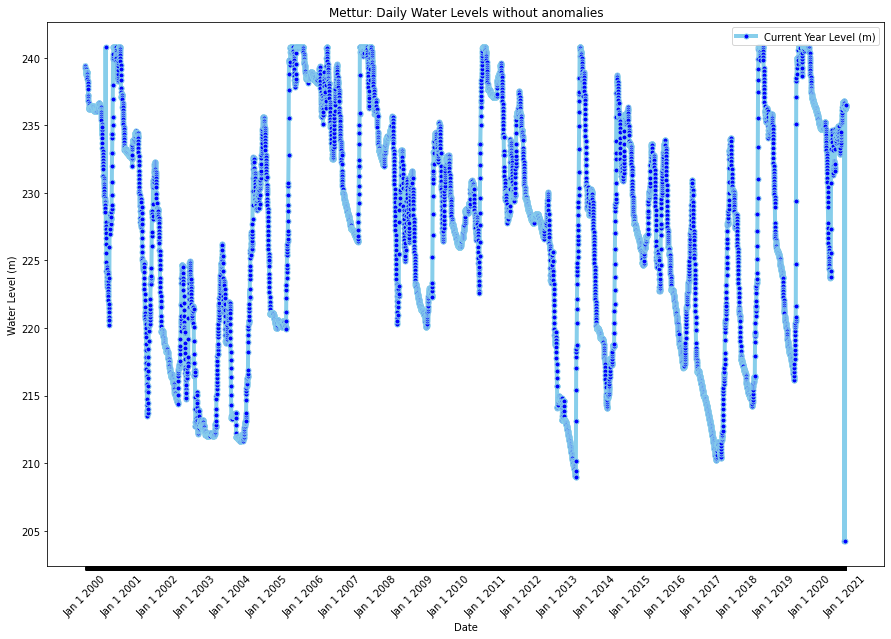 Mettur: Daily Water Levels without anomalies
Current Year Level (m)
240
235
230
225
220
215
210
205
Water Level (m)
Jan 1 2000
Jan 1 2001
Jan 1 2002
Jan 1 2003
Jan 1 2004
Jan 1 2005
Jan 1 2006
Jan 1 2007
Jan 1 2008
Jan 1 2009
Jan 1 2010
Jan 1 2011
Jan 1 2012
Jan 1 2013
Jan 1 2014
Jan 1 2015
Jan 1 2016
Jan 1 2017
Jan 1 2018
Jan 1 2019
Jan 1 2020
Jan 1 2021
Date